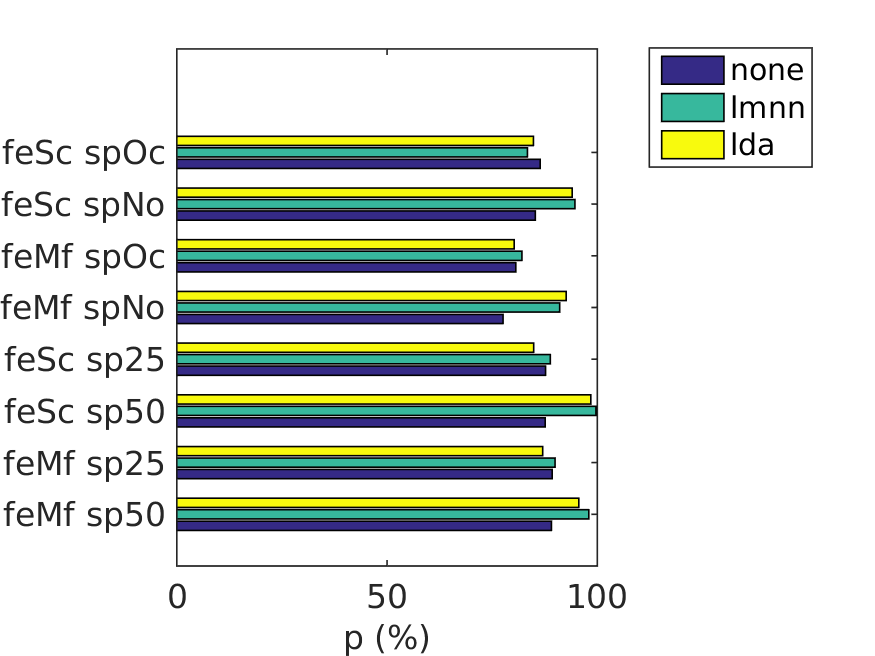 none
lmnn
lda
feSc spOc
feSc spNo
feMf spOc
feMf spNo
feSc sp25
feSc sp50
feMf sp25
feMf sp50
0 50 100
p (%)